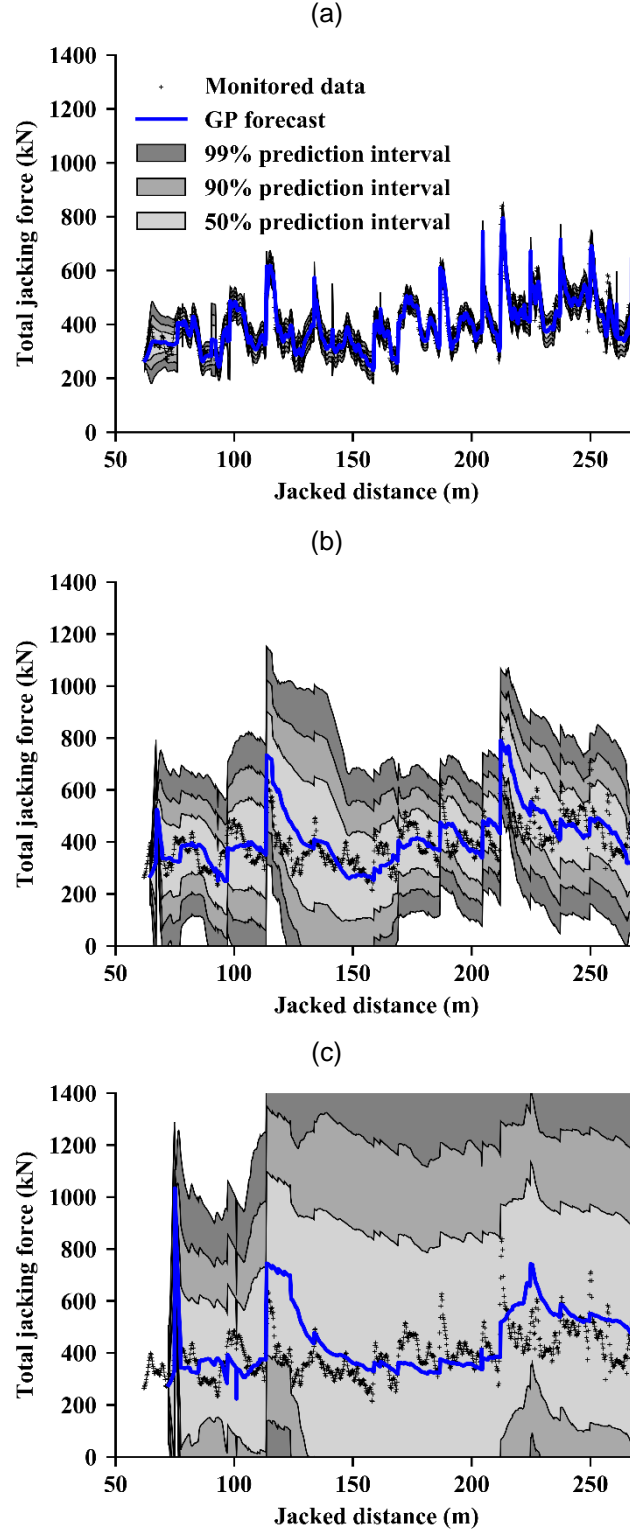 (a)
1400
1200
1000
800
600
400
200
0
Total jacking force (kN)
Monitored data
GP forecast
99% prediction interval
90% prediction interval
50% prediction interval
50 100 150 200 250
Jacked distance (m)
(b)
1400
1200
1000
800
600
400
200
0
Total jacking force (kN)
50 100 150 200 250
Jacked distance (m)
(c)
1400
1200
1000
800
600
400
200
0
Total jacking force (kN)
50 100 150 200 250
Jacked distance (m)